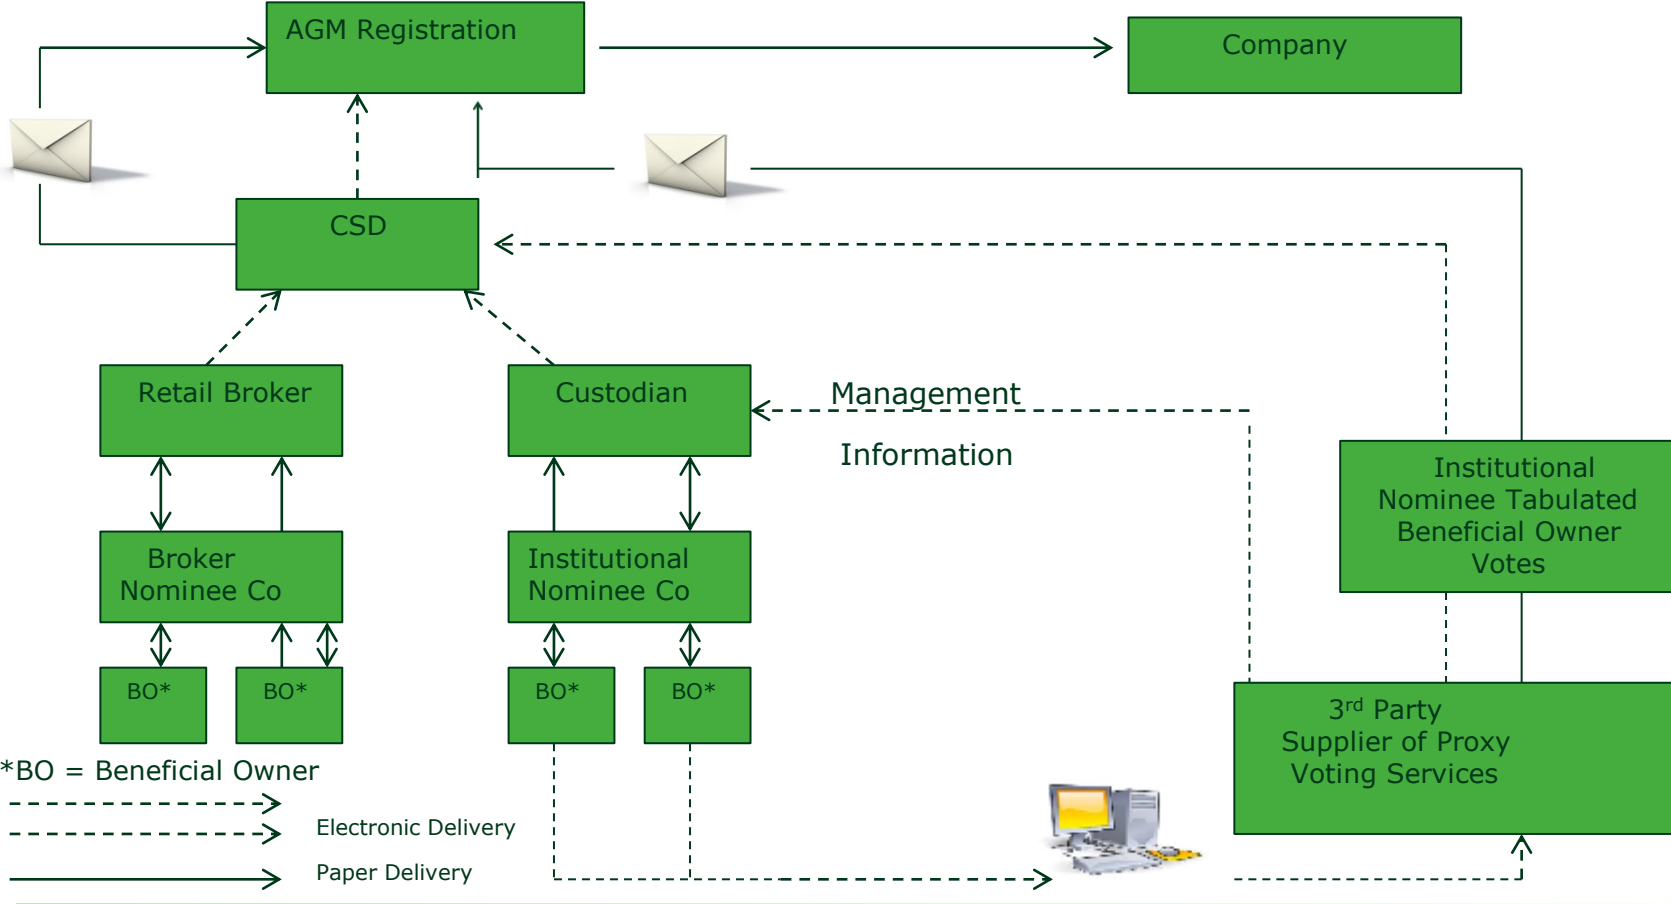 AGM Registration
Company
CSD
Retail Broker
Custodian
Management
Information
Institutional
Nominee Tabulated
Beneficial Owner
Votes
Broker
Nominee Co
Institutional
Nominee Co
BO*
BO*
BO*
BO*
3rd Party
Supplier of Proxy
Voting Services
*BO = Beneficial Owner
Electronic Delivery
Paper Delivery